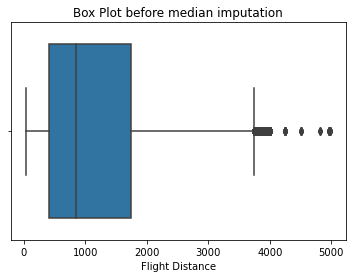 Box Plot before median imputation
0 1000 2000 3000 4000 5000
Flight Distance